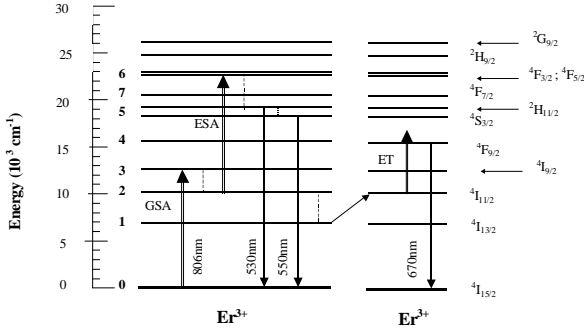 Energy (10 ³ cm⁻¹)
30
25
20
15
10
5
0
6
7
5
4
3
2
1
0
ESA
GSA
806nm
530nm
550nm
ET
670nm
²G₉/₂
²H₉/₂
⁴F₃/₂ ; ⁴F₅/₂
⁴F₇/₂
²H₁₁/₂
⁴S₃/₂
⁴F₉/₂
⁴I₉/₂
⁴I₁₁/₂
⁴I₁₃/₂
⁴I₁₅/₂
Er³⁺
Er³⁺